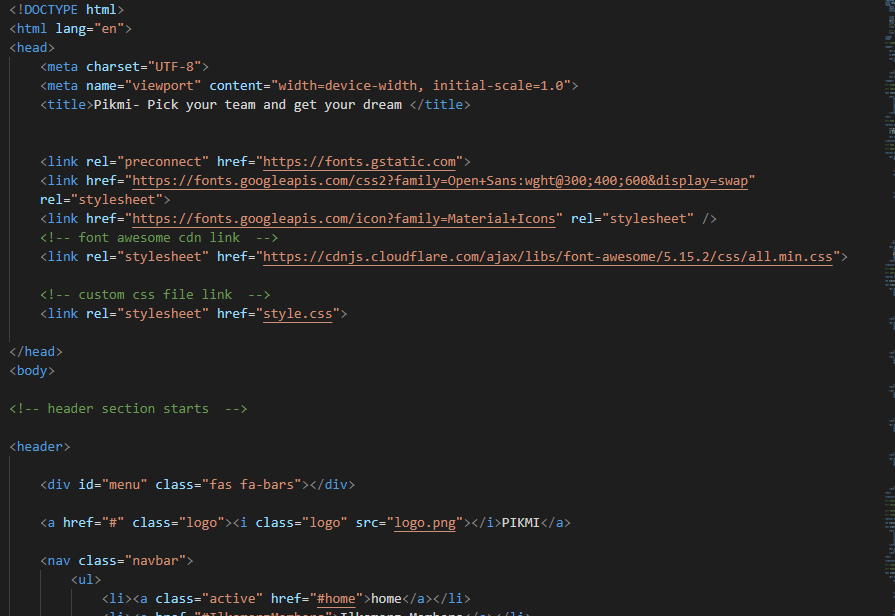 <!DOCTYPE html>
<html lang="en">
<head>
<meta charset="UTF-8">
<meta name="viewport" content="width=device-width, initial-scale=1.0">
<title>Pikmi- Pick your team and get your dream </title>
<link rel="preconnect" href="https://fonts.gstatic.com">
<link href="https://fonts.googleapis.com/css2?family=Open+Sans:wght@300;400;600&display=swap"
rel="stylesheet">
<link href="https://fonts.googleapis.com/icon?family=Material+Icons" rel="stylesheet" />
<!-- font awesome cdn link  -->
<link rel="stylesheet" href="https://cdnjs.cloudflare.com/ajax/libs/font-awesome/5.15.2/css/all.min.css">
<!-- custom css file link  -->
<link rel="stylesheet" href="style.css">
</head>
<body>
<!-- header section starts  -->
<header>
<div id="menu" class="fas fa-bars"></div>
<a href="#" class="logo"><i class="logo" src="logo.png"></i>PIKMI</a>
<nav class="navbar">
<ul>
<li><a class="active" href="#home">home</a></li>